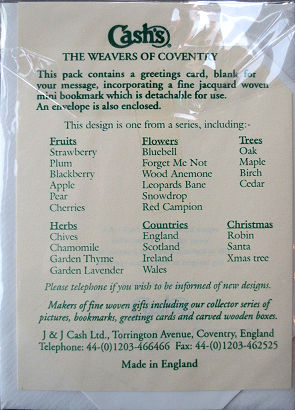 Cash's®
THE WEAVERS OF COVENTRY
This pack contains a greetings card, blank for
your message, incorporating a fine jacquard woven
mini bookmark which is detachable for use.
An envelope is also enclosed.
This design is one from a series, including:-
Fruits Flowers Trees
Strawberry Bluebell Oak
Plum Forget Me Not Maple
Blackberry Wood Anemone Birch
Apple Leopards Bane Cedar
Pear Snowdrop
Cherries Red Campion
Herbs Countries Christmas
Chives England Robin
Chamomile Scotland Santa
Garden Thyme Ireland Xmas tree
Garden Lavender Wales
Please telephone if you wish to be informed of new designs.
Makers of fine woven gifts including our collector series of
pictures, bookmarks, greetings cards and carved wooden boxes.
J & J Cash Ltd., Torrington Avenue, Coventry, England
Telephone: 44-(0)1203-466466 Fax: 44-(0)1203-462525
Made in England